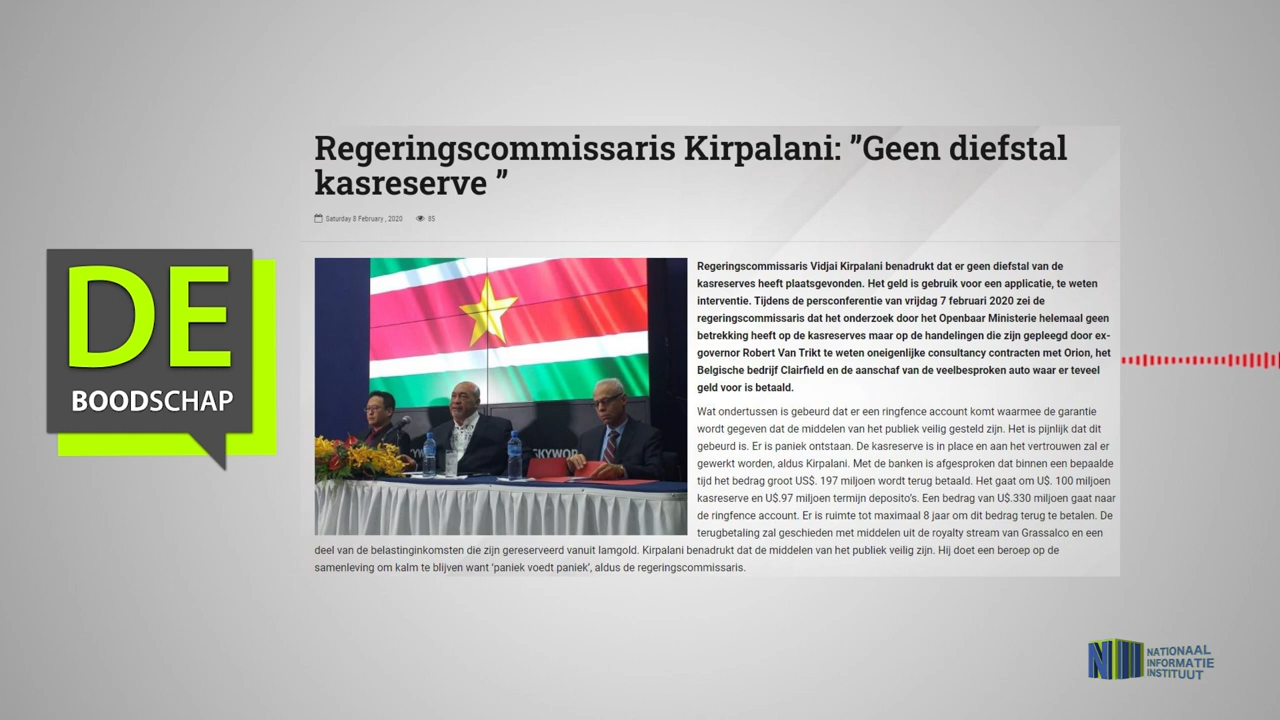 Regeringscommissaris Kirpalani: ”Geen diefstal
kasreserve ”
Saturday 8 February , 2020 85
DE
BOODSCHAP
SKYWOR
Regeringscommissaris Vidjai Kirpalani benadrukt dat er geen diefstal van de
kasreserves heeft plaatsgevonden. Het geld is gebruik voor een applicatie, te weten
interventie. Tijdens de persconferentie van vrijdag 7 februari 2020 zei de
regeringscommissaris dat het onderzoek door het Openbaar Ministerie helemaal geen
betrekking heeft op de kasreserves maar op de handelingen die zijn gepleegd door ex-
governor Robert Van Trikt te weten oneigenlijke consultancy contracten met Orion, het
Belgische bedrijf Clairfield en de aanschaf van de veelbesproken auto waar er teveel
geld voor is betaald.
Wat ondertussen is gebeurd dat er een ringfence account komt waarmee de garantie
wordt gegeven dat de middelen van het publiek veilig gesteld zijn. Het is pijnlijk dat dit
gebeurd is. Er is paniek ontstaan. De kasreserve is in place en aan het vertrouwen zal er
gewerkt worden, aldus Kirpalani. Met de banken is afgesproken dat binnen een bepaalde
tijd het bedrag groot US$. 197 miljoen wordt terug betaald. Het gaat om U$. 100 miljoen
kasreserve en U$.97 miljoen termijn deposito’s. Een bedrag van U$.330 miljoen gaat naar
de ringfence account. Er is ruimte tot maximaal 8 jaar om dit bedrag terug te betalen. De
terugbetaling zal geschieden met middelen uit de royalty stream van Grassalco en een
deel van de belastinginkomsten die zijn gereserveerd vanuit Iamgold. Kirpalani benadrukt dat de middelen van het publiek veilig zijn. Hij doet een beroep op de
samenleving om kalm te blijven want ‘paniek voedt paniek’, aldus de regeringscommissaris.
NII
NATIONAAL
INFORMATIE
INSTITUUT